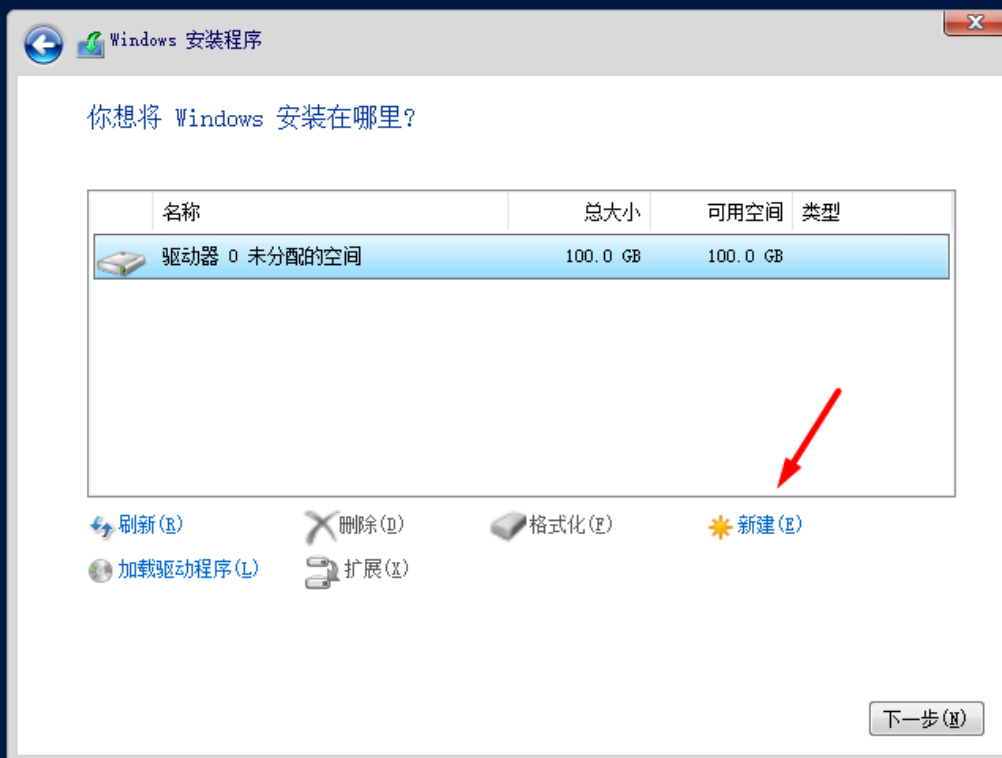 Windows 安装程序
你想将 Windows 安装在哪里?
名称 总大小 可用空间 类型
驱动器 0 未分配的空间 100.0 GB 100.0 GB
刷新(R) 删除(D) 格式化(F) 新建(E)
加载驱动程序(L) 扩展(X)
下一步(N)